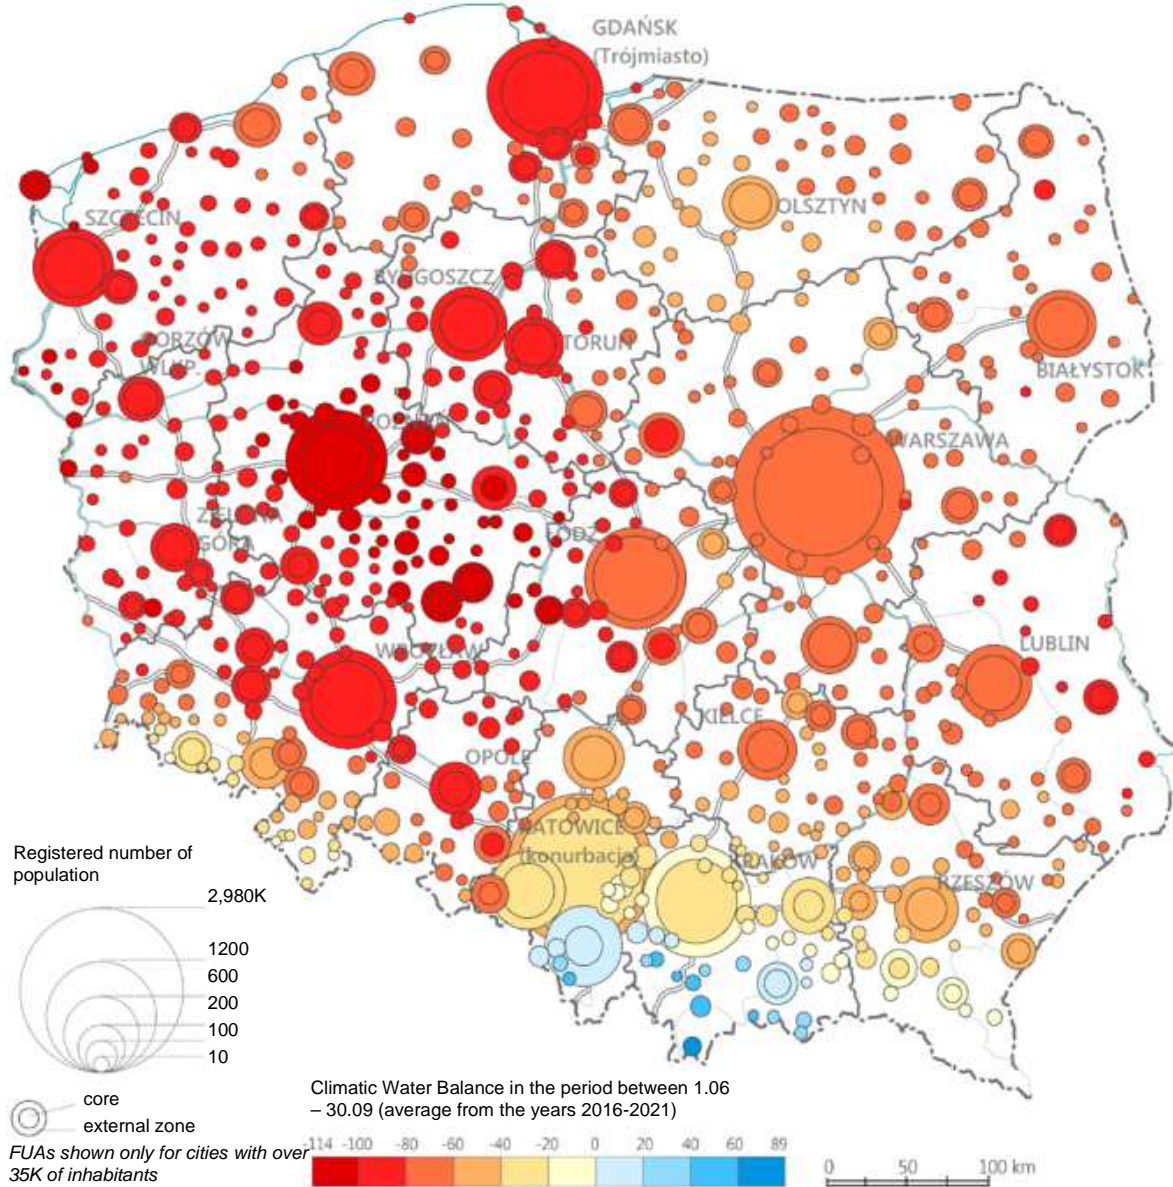 GDAŃSK
(Trójmiasto)
SZCZECIN
OLSZTYN
BYDGOSZCZ
GORZÓW
WLKP.
TORUŃ
BIAŁYSTOK
POZNAŃ
WARSZAWA
ZIELONA
GÓRA
ŁÓDŹ
WROCŁAW
LUBLIN
KIELCE
OPOLE
KATOWICE
(konurbacja)
KRAKÓW
RZESZÓW
Registered number of
population
2,980K
1200
600
200
100
10
core
external zone
FUAs shown only for cities with over
35K of inhabitants
Climatic Water Balance in the period between 1.06
– 30.09 (average from the years 2016-2021)
-114 -100 -80 -60 -40 -20 0 20 40 60 89
0 50 100 km